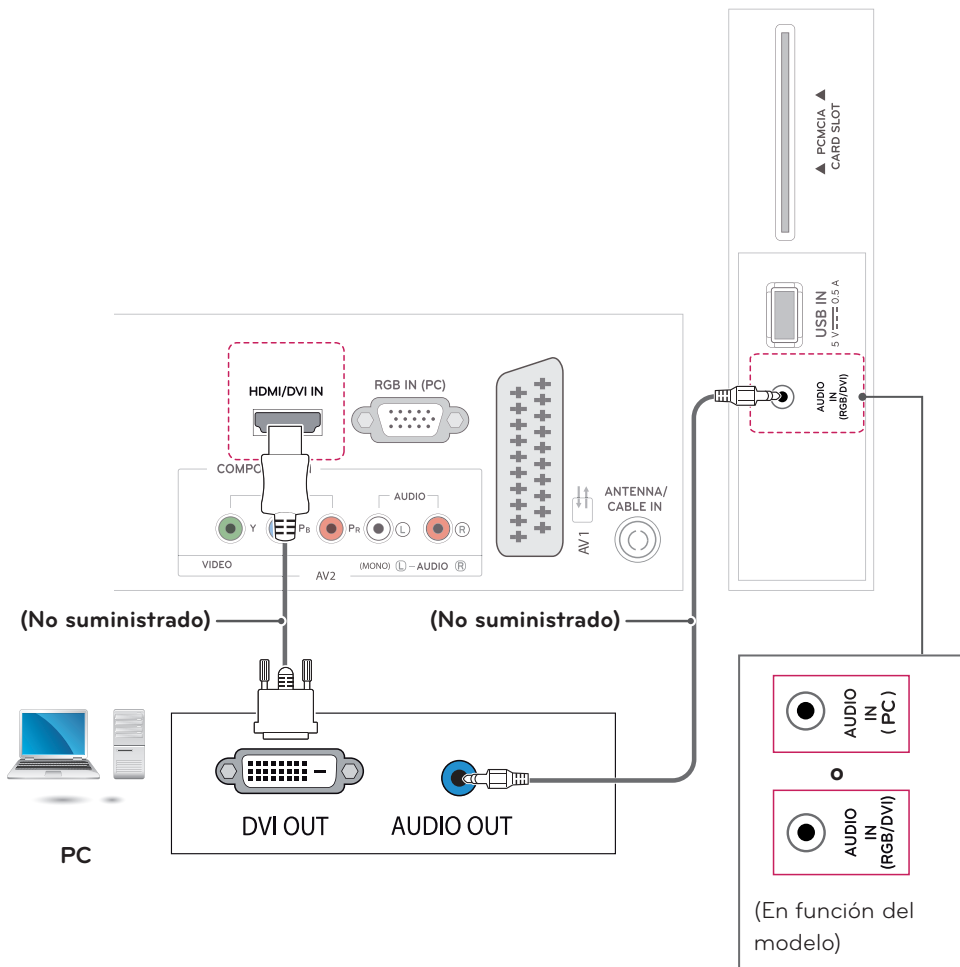 ▲ PCMCIA ▲
CARD SLOT
USB IN
5 V 0.5 A
AUDIO
IN
(RGB/DVI)
HDMI/DVI IN
RGB IN (PC)
COMPO
AUDIO
Y
PB
PR
L
R
VIDEO
(MONO) L - AUDIO R
AV2
AV1
ANTENNA/
CABLE IN
(No suministrado)
(No suministrado)
PC
DVI OUT
AUDIO OUT
AUDIO
IN
(PC)
o
AUDIO
IN
(RGB/DVI)
(En función del
modelo)